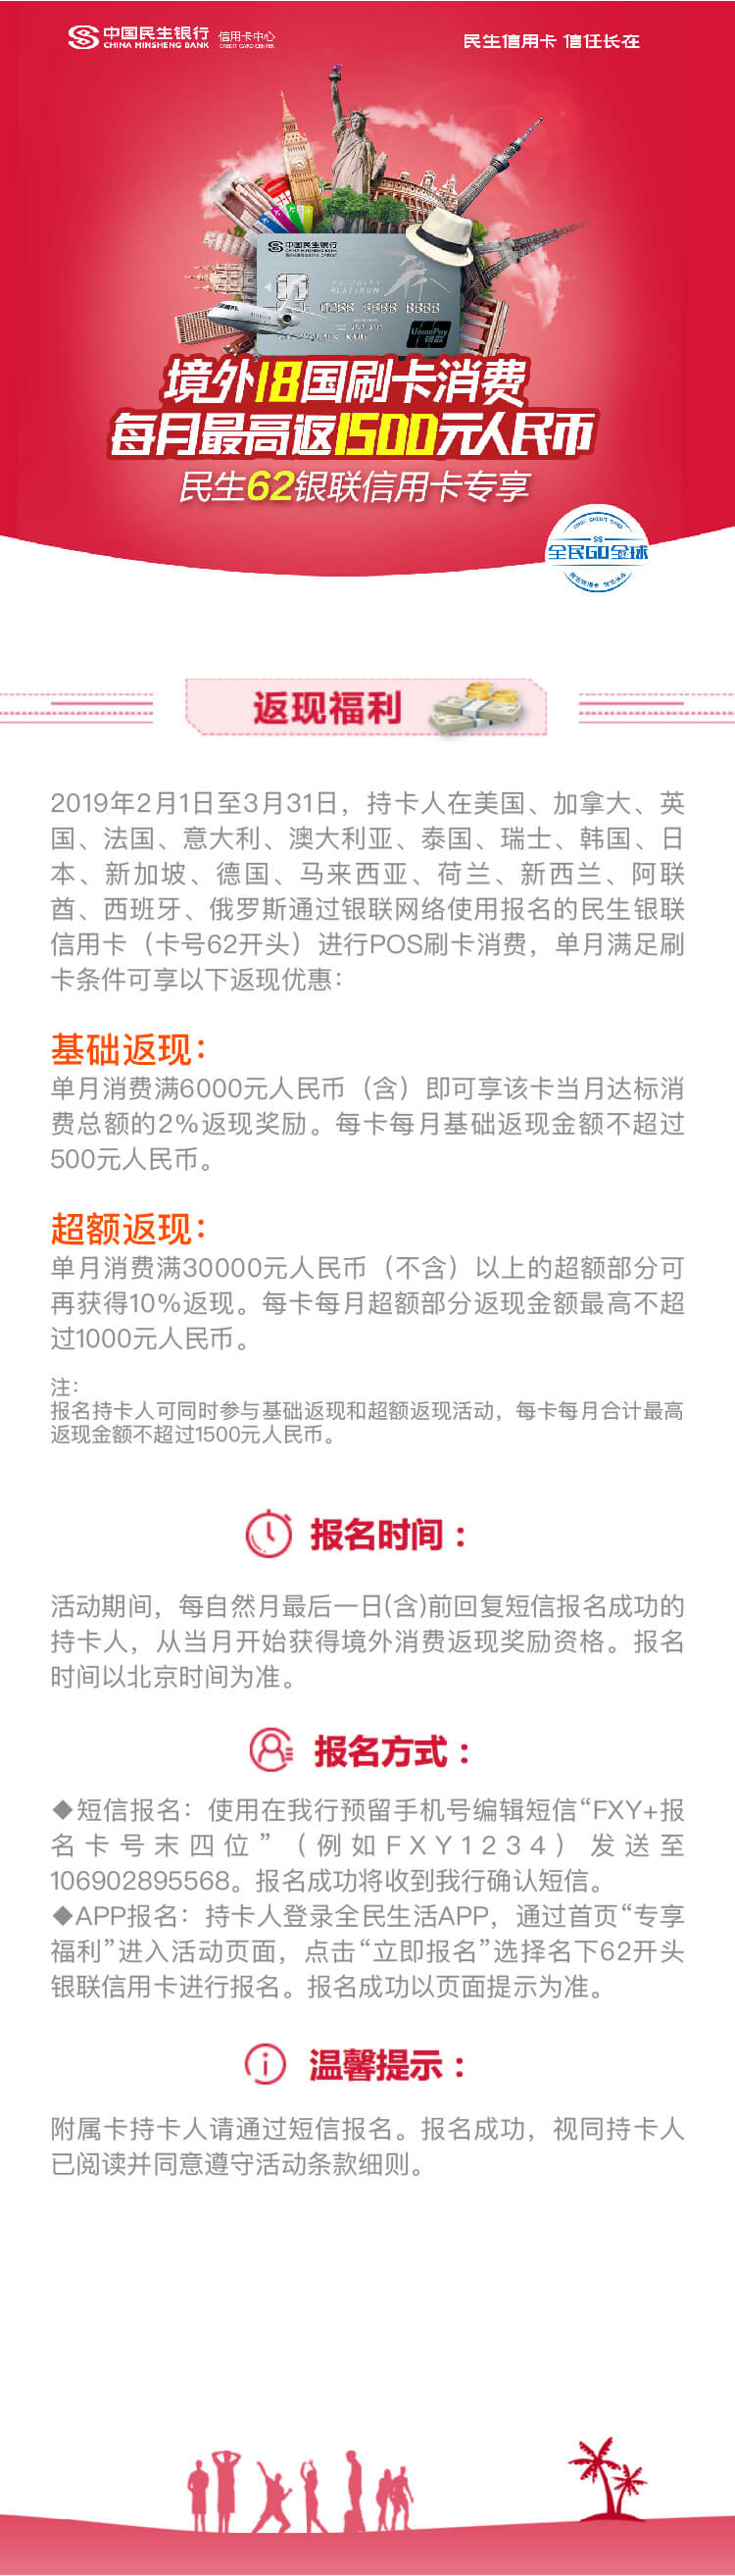 中国民生银行 信用卡中心
CHINA MINSHENG BANK CREDIT CARD CENTER
民生信用卡 信任长在
中国民生银行
CHINA MINSHENG BANK
PLATINUM
UnionPay
银联
境外18国刷卡消费
每月最高返1500元人民币
民生62银联信用卡专享
全民GO全球
返现福利
2019年2月1日至3月31日，持卡人在美国、加拿大、英
国、法国、意大利、澳大利亚、泰国、瑞士、韩国、日
本、新加坡、德国、马来西亚、荷兰、新西兰、阿联
酋、西班牙、俄罗斯通过银联网络使用报名的民生银联
信用卡（卡号62开头）进行POS刷卡消费，单月满足刷
卡条件可享以下返现优惠：
基础返现：
单月消费满6000元人民币（含）即可享该卡当月达标消
费总额的2%返现奖励。每卡每月基础返现金额不超过
500元人民币。
超额返现：
单月消费满30000元人民币（不含）以上的超额部分可
再获得10%返现。每卡每月超额部分返现金额最高不超
过1000元人民币。
注：
报名持卡人可同时参与基础返现和超额返现活动，每卡每月合计最高
返现金额不超过1500元人民币。
报名时间：
活动期间，每自然月最后一日(含)前回复短信报名成功的
持卡人，从当月开始获得境外消费返现奖励资格。报名
时间以北京时间为准。
报名方式：
◆短信报名：使用在我行预留手机号编辑短信“FXY+报
名卡号末四位”（例如FXY1234）发送至
106902895568。报名成功将收到我行确认短信。
◆APP报名：持卡人登录全民生活APP，通过首页“专享
福利”进入活动页面，点击“立即报名”选择名下62开头
银联信用卡进行报名。报名成功以页面提示为准。
温馨提示：
附属卡持卡人请通过短信报名。报名成功，视同持卡人
已阅读并同意遵守活动条款细则。